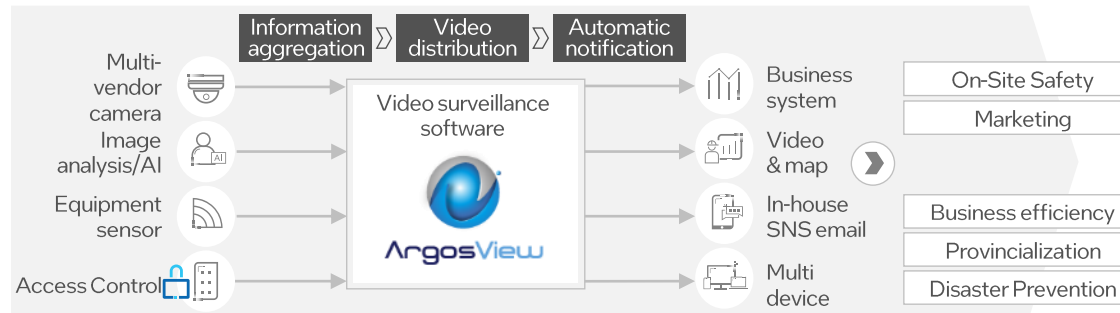 Information
aggregation
Video
distribution
Automatic
notification
Multi-
vendor
camera
Image
analysis/AI
AI
Equipment
sensor
Access Control
Video surveillance
software
ArgosView
Business
system
Video
& map
In-house
SNS email
Multi
device
On-Site Safety
Marketing
Business efficiency
Provincialization
Disaster Prevention